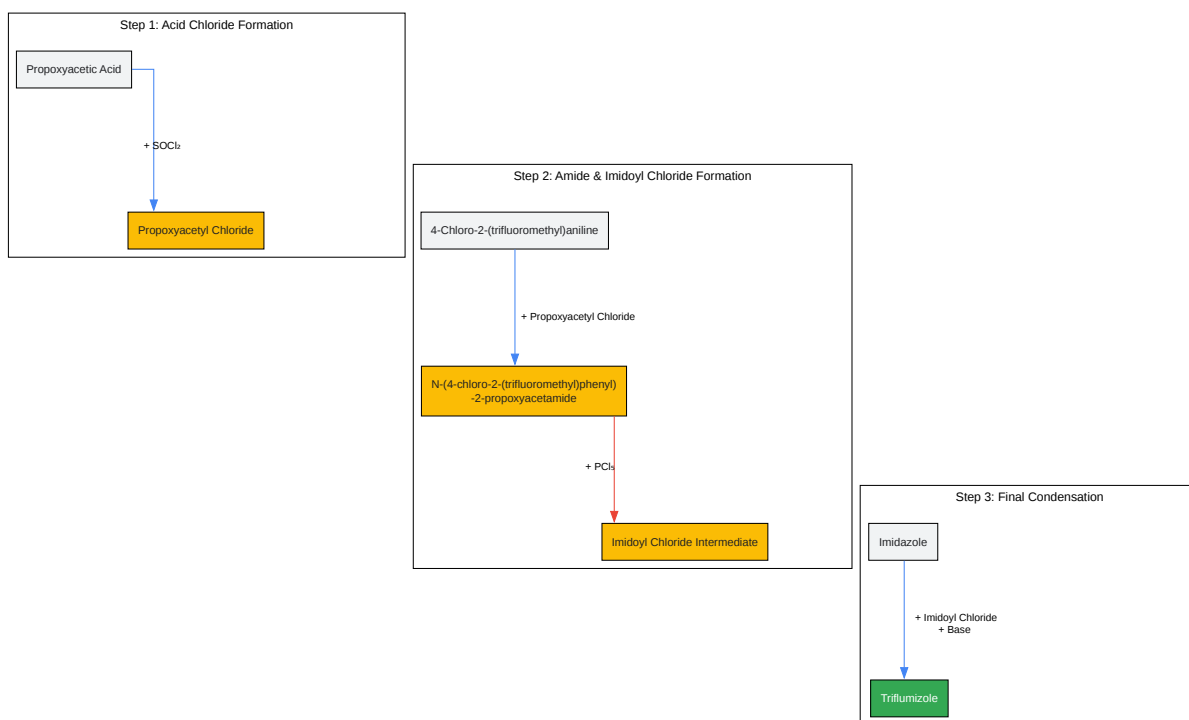 Step 1: Acid Chloride Formation
Propoxyacetic Acid
+ SOCl₂
Propoxyacetyl Chloride
Step 2: Amide & Imidoyl Chloride Formation
4-Chloro-2-(trifluoromethyl)aniline
+ Propoxyacetyl Chloride
N-(4-chloro-2-(trifluoromethyl)phenyl)
-2-propoxyacetamide
+ PCl₅
Imidoyl Chloride Intermediate
Step 3: Final Condensation
Imidazole
+ Imidoyl Chloride
+ Base
Triflumizole